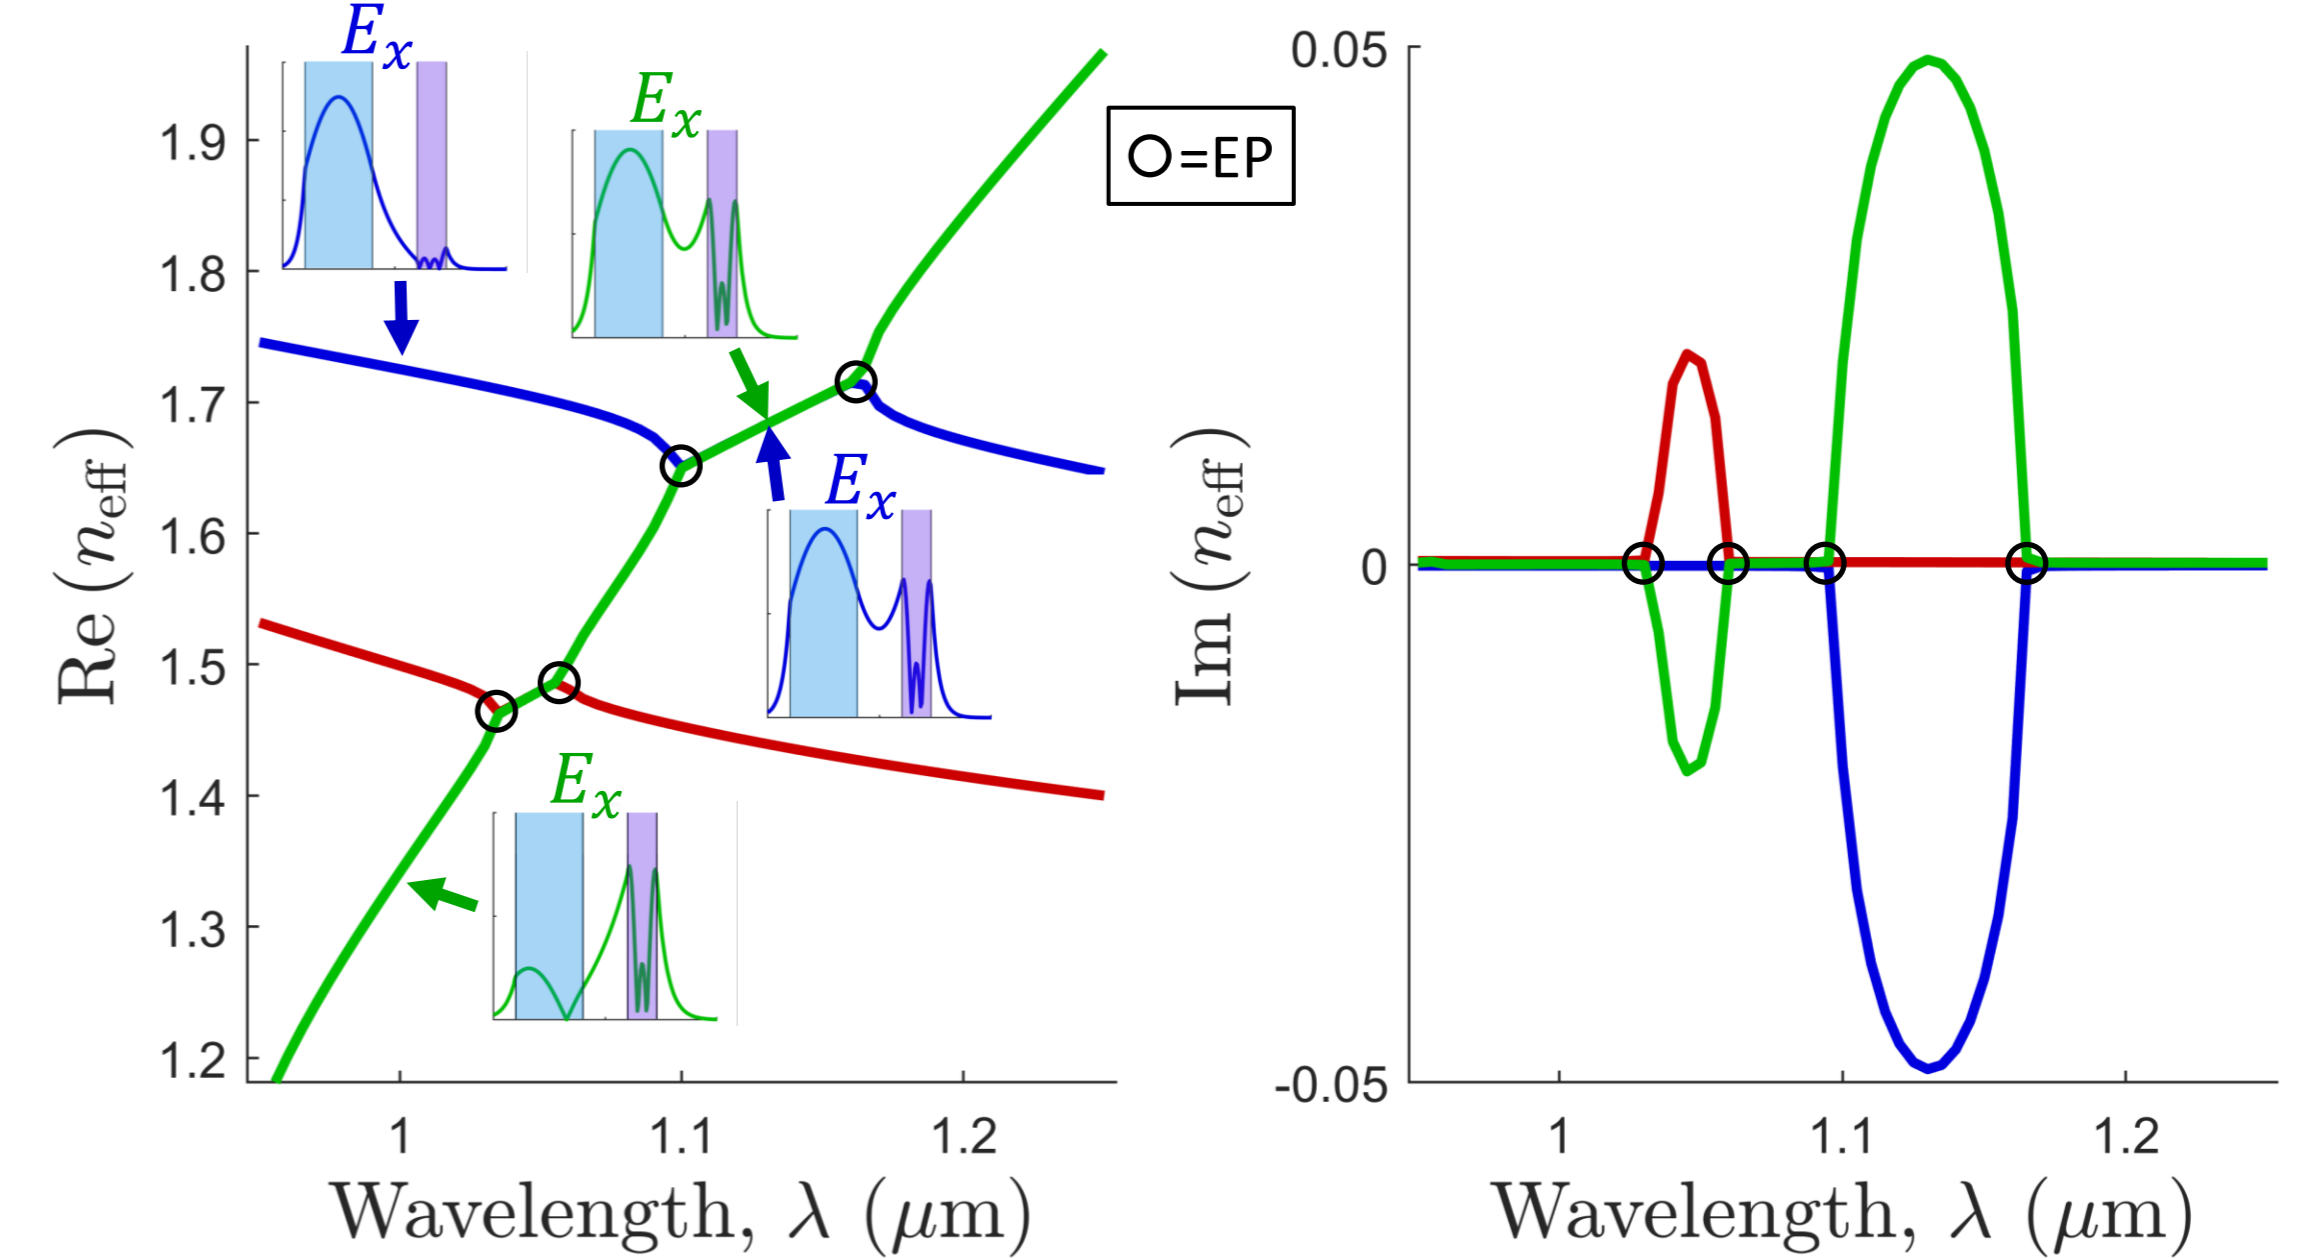 E_x
E_x
○=EP
1.9
1.8
1.7
1.6
1.5
1.4
1.3
1.2
Re (n_eff)
E_x
E_x
1
1.1
1.2
Wavelength, λ (μm)
0.05
0
-0.05
Im (n_eff)
1
1.1
1.2
Wavelength, λ (μm)